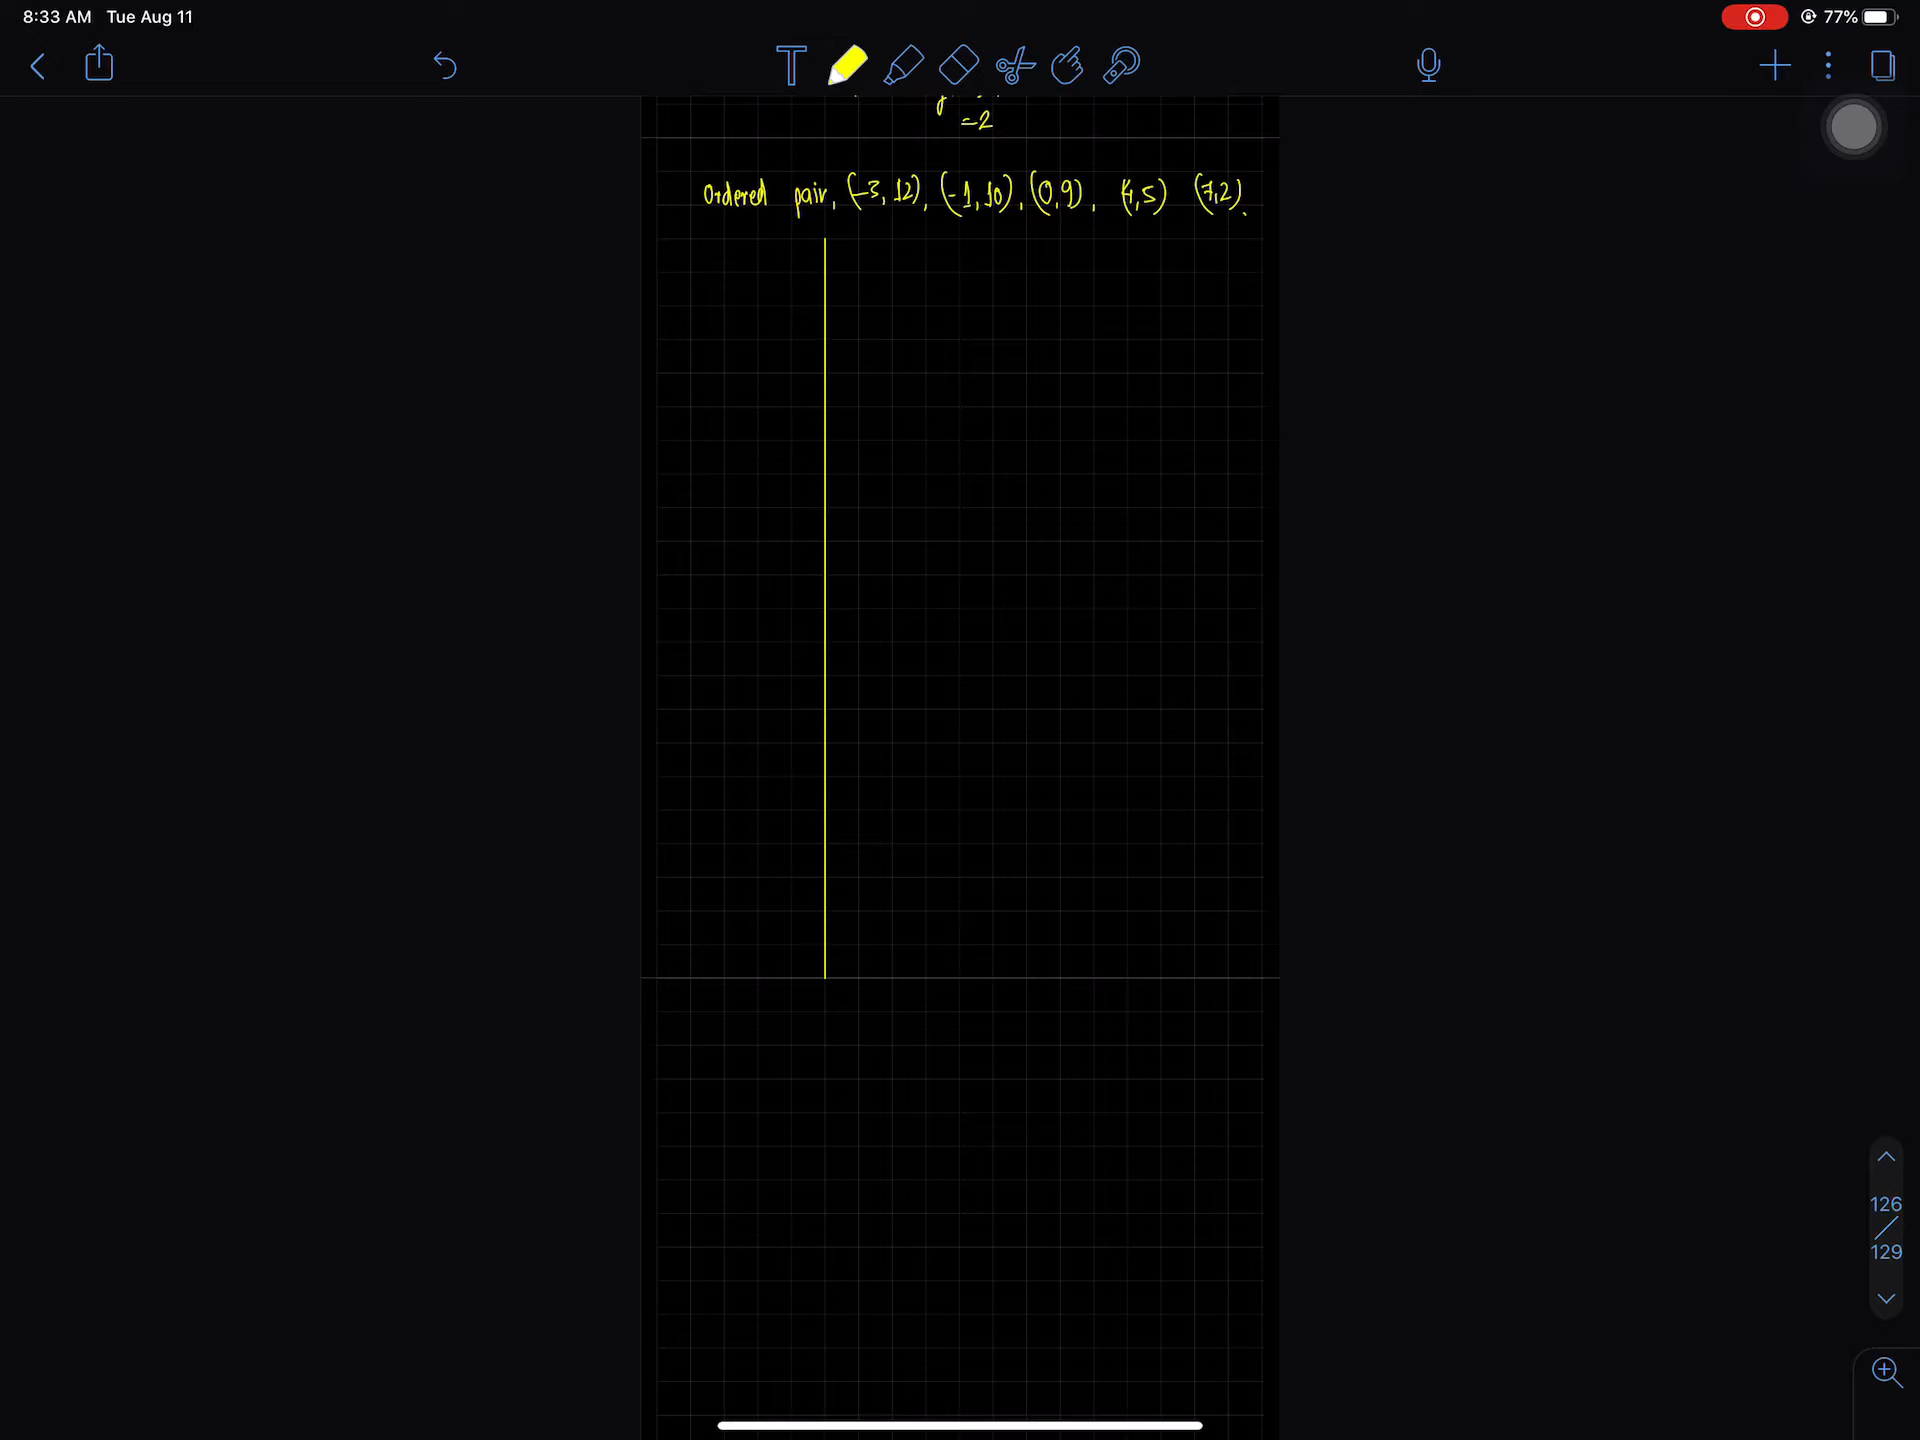 8:33 AM Tue Aug 11
77%
T
=-2
Ordered pair, (-3, 12), (-1, 10), (0, 9), (4, 5) (7, 2).
126
129